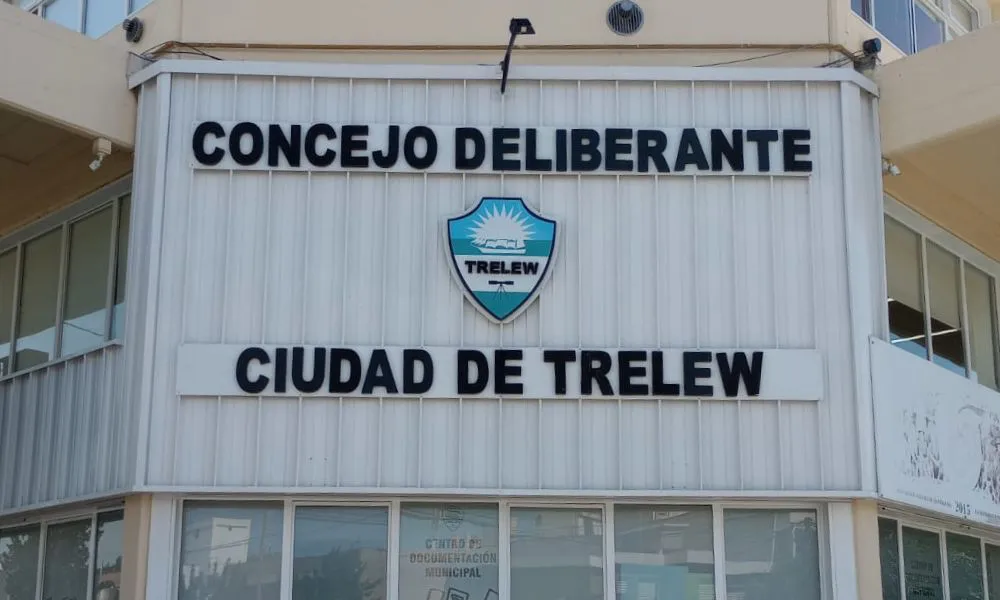 CONCEJO DELIBERANTE
TRELEW
CIUDAD DE TRELEW
CENTRO DE
DOCUMENTACIÓN
MUNICIPAL
2015